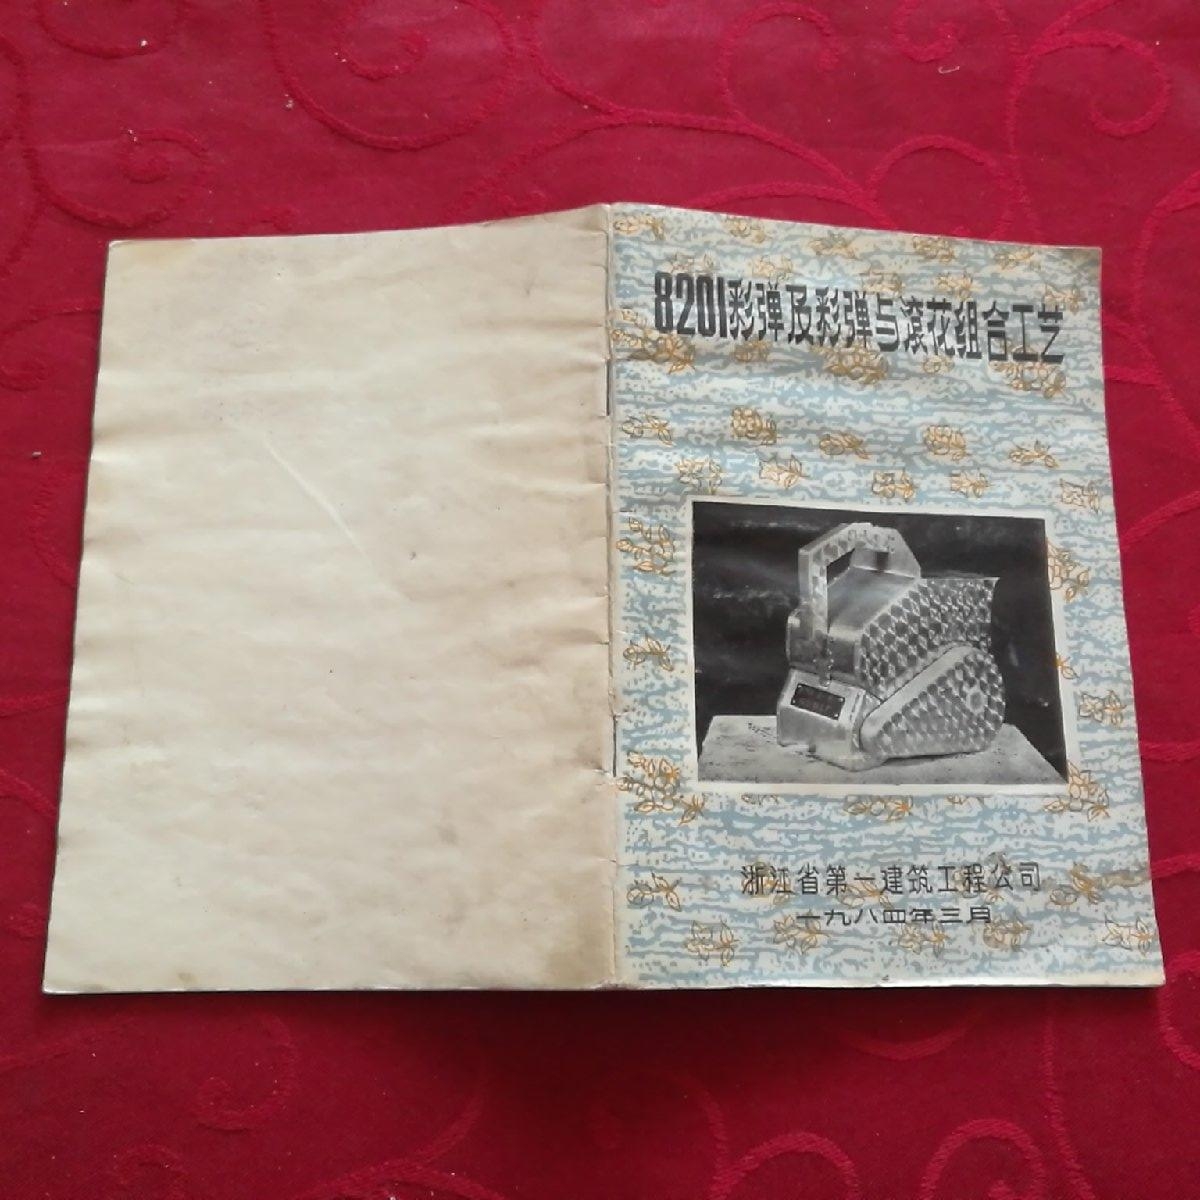 8201彩弹及彩弹与滚花组合工艺
浙江省第一建筑工程公司
一九八四年三月